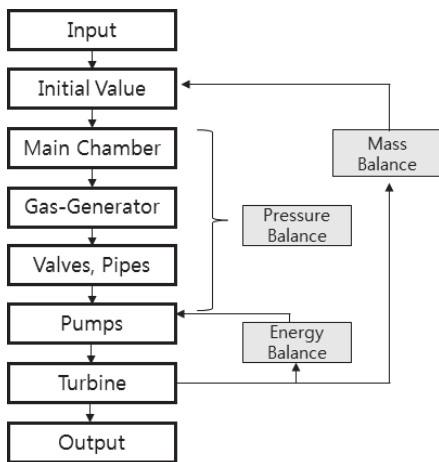 Input
Initial Value
Main Chamber
Gas-Generator
Valves, Pipes
Pumps
Turbine
Output
Mass
Balance
Pressure
Balance
Energy
Balance